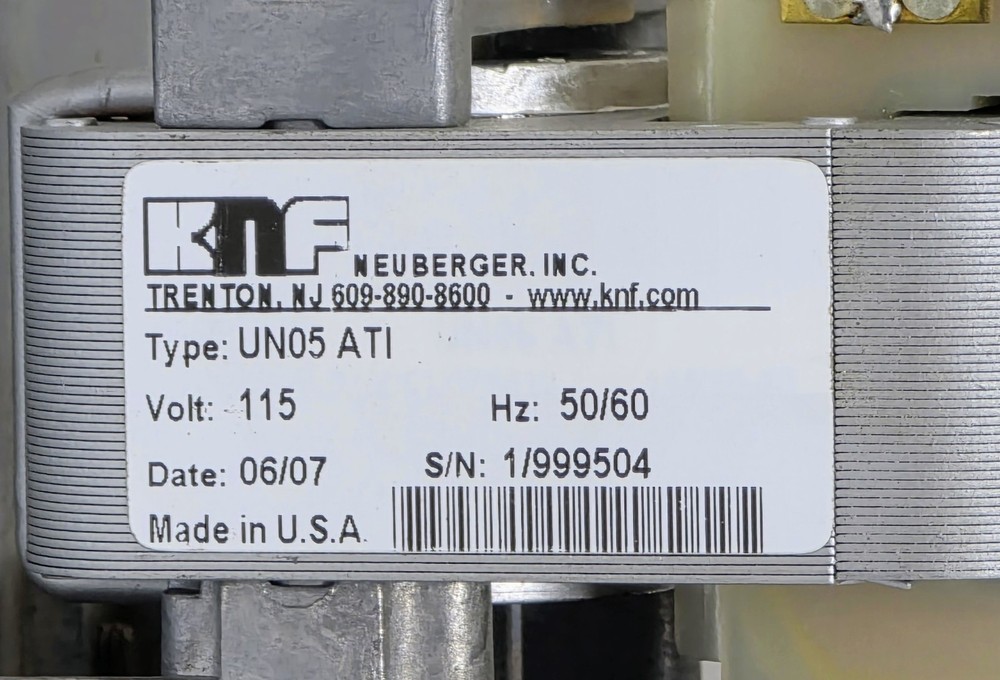 KNF NEUBERGER, INC.
TRENTON, NJ 609-890-8600 - www.knf.com
Type: UN05 ATI
Volt: 115 Hz: 50/60
Date: 06/07 S/N: 1/999504
Made in U.S.A.